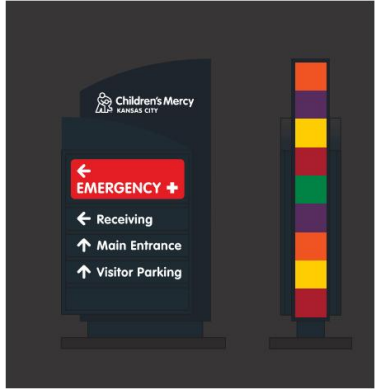 Children's Mercy
KANSAS CITY
←
EMERGENCY +
← Receiving
↑ Main Entrance
↑ Visitor Parking